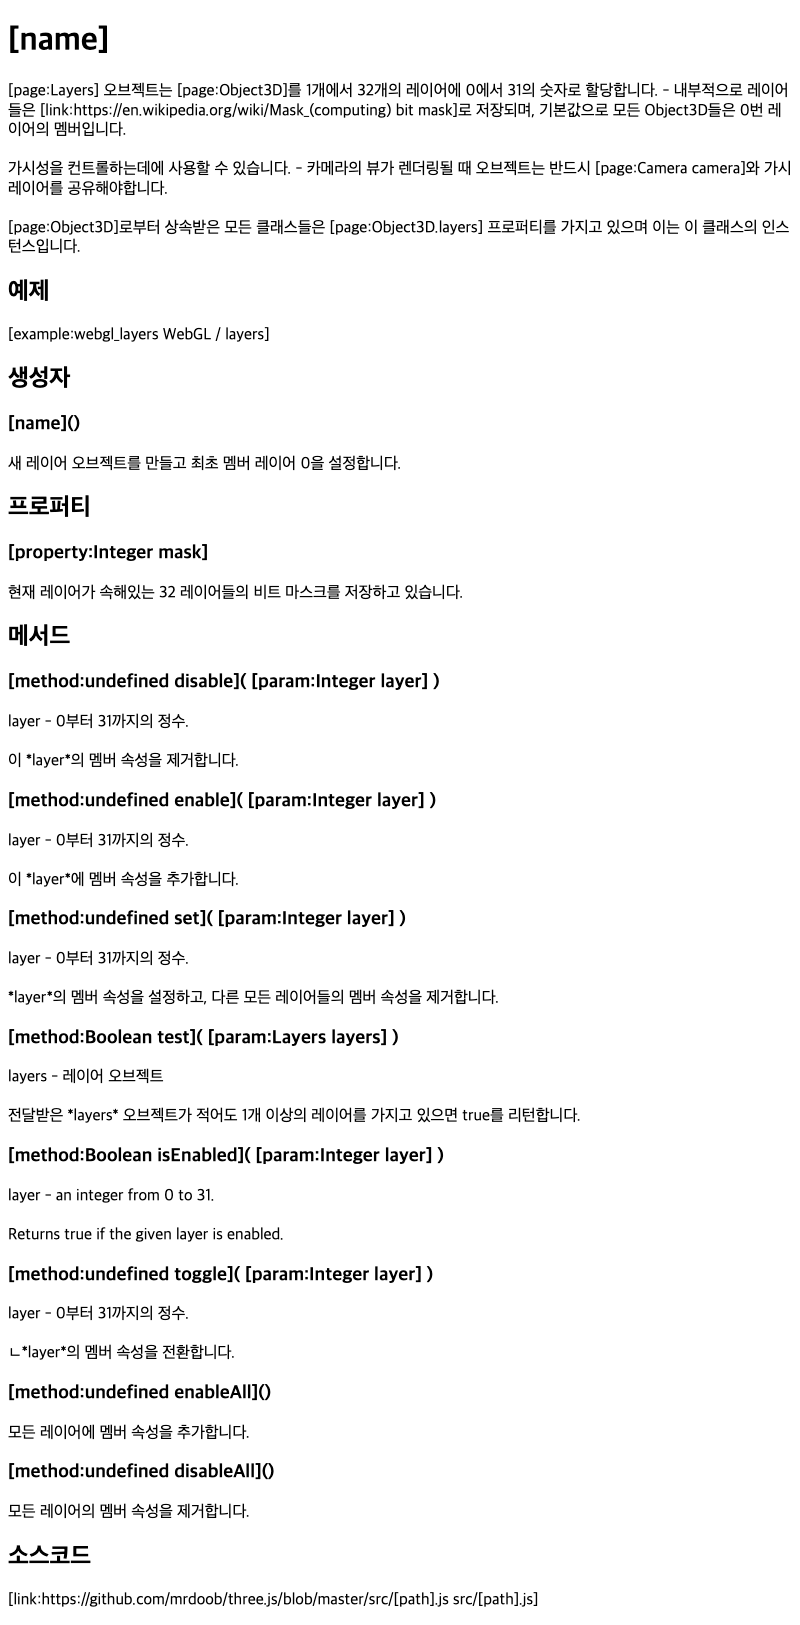 [name]
[page:Layers] 오브젝트는 [page:Object3D]를 1개에서 32개의 레이어에 0에서 31의 숫자로 할당합니다. - 내부적으로 레이어
들은 [link:https://en.wikipedia.org/wiki/Mask_(computing) bit mask]로 저장되며, 기본값으로 모든 Object3D들은 0번 레
이어의 멤버입니다.
가시성을 컨트롤하는데에 사용할 수 있습니다. - 카메라의 뷰가 렌더링될 때 오브젝트는 반드시 [page:Camera camera]와 가시
레이어를 공유해야합니다.
[page:Object3D]로부터 상속받은 모든 클래스들은 [page:Object3D.layers] 프로퍼티를 가지고 있으며 이는 이 클래스의 인스
턴스입니다.
예제
[example:webgl_layers WebGL / layers]
생성자
[name]()
새 레이어 오브젝트를 만들고 최초 멤버 레이어 0을 설정합니다.
프로퍼티
[property:Integer mask]
현재 레이어가 속해있는 32 레이어들의 비트 마스크를 저장하고 있습니다.
메서드
[method:undefined disable]( [param:Integer layer] )
layer - 0부터 31까지의 정수.
이 *layer*의 멤버 속성을 제거합니다.
[method:undefined enable]( [param:Integer layer] )
layer - 0부터 31까지의 정수.
이 *layer*에 멤버 속성을 추가합니다.
[method:undefined set]( [param:Integer layer] )
layer - 0부터 31까지의 정수.
*layer*의 멤버 속성을 설정하고, 다른 모든 레이어들의 멤버 속성을 제거합니다.
[method:Boolean test]( [param:Layers layers] )
layers - 레이어 오브젝트
전달받은 *layers* 오브젝트가 적어도 1개 이상의 레이어를 가지고 있으면 true를 리턴합니다.
[method:Boolean isEnabled]( [param:Integer layer] )
layer - an integer from 0 to 31.
Returns true if the given layer is enabled.
[method:undefined toggle]( [param:Integer layer] )
layer - 0부터 31까지의 정수.
ㄴ*layer*의 멤버 속성을 전환합니다.
[method:undefined enableAll]()
모든 레이어에 멤버 속성을 추가합니다.
[method:undefined disableAll]()
모든 레이어의 멤버 속성을 제거합니다.
소스코드
[link:https://github.com/mrdoob/three.js/blob/master/src/[path].js src/[path].js]